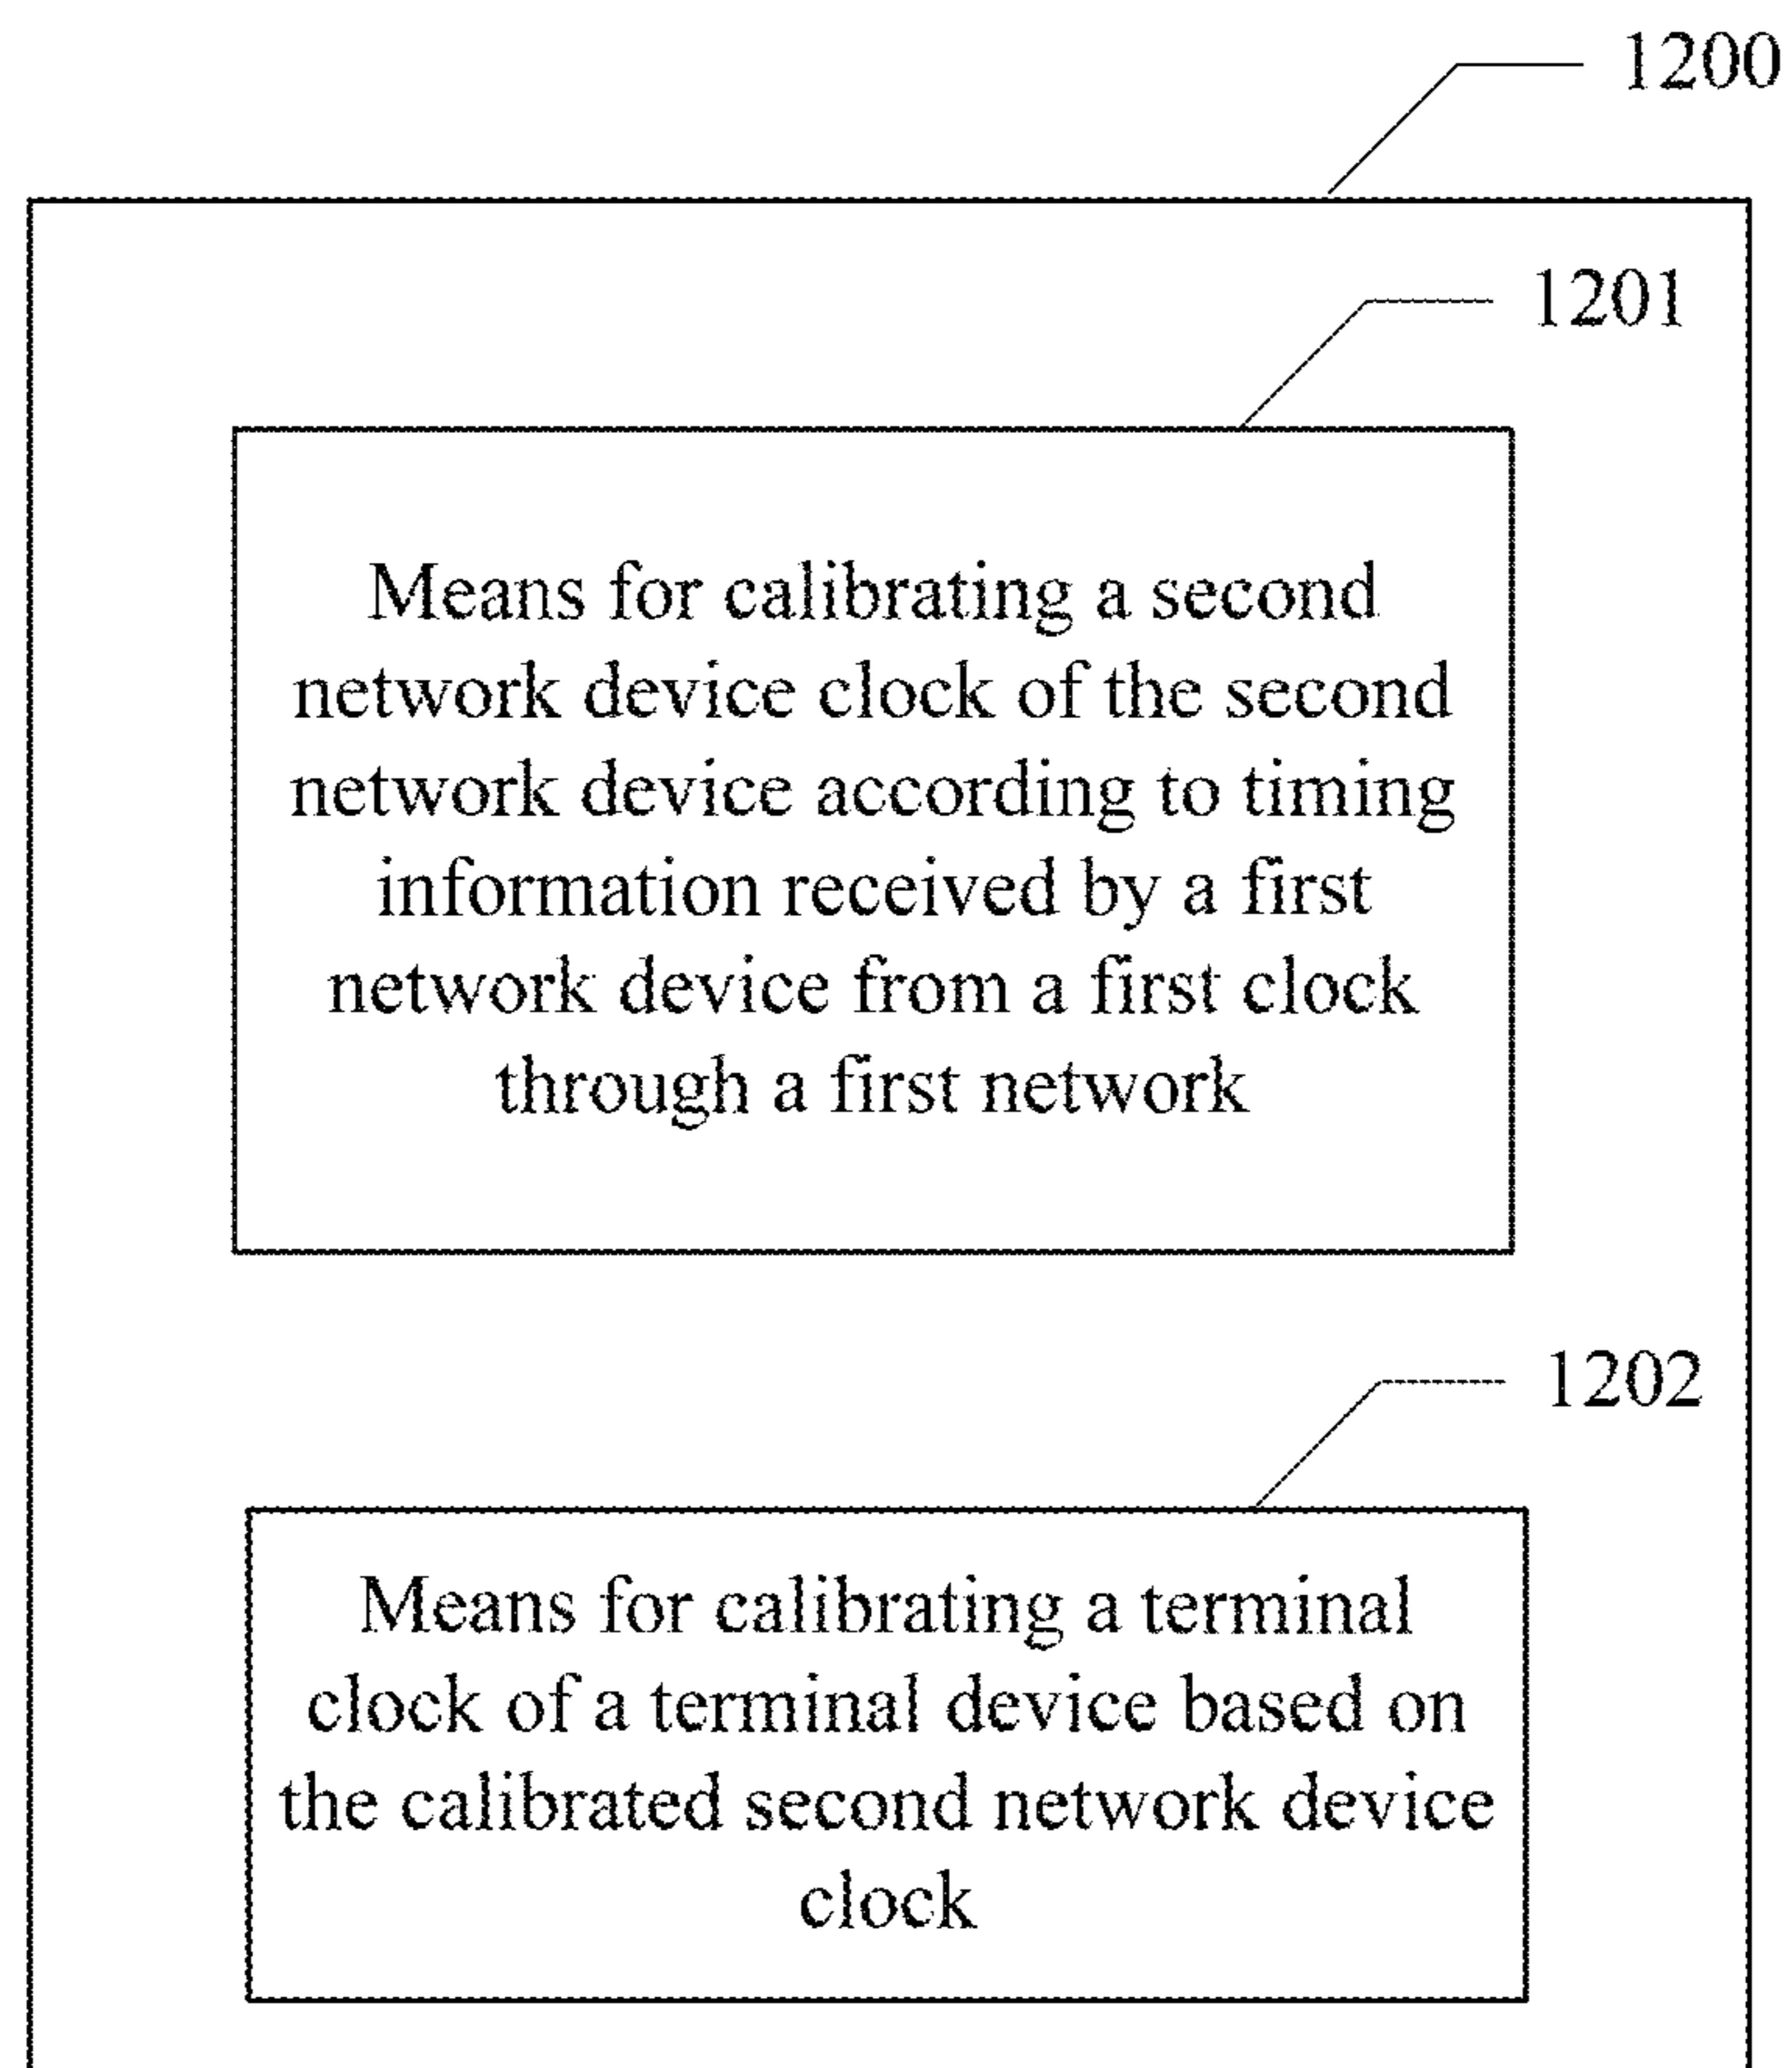 1200
1201
Means for calibrating a second
network device clock of the second
network device according to timing
information received by a first
network device from a first clock
through a first network
1202
Means for calibrating a terminal
clock of a terminal device based on
the calibrated second network device
clock